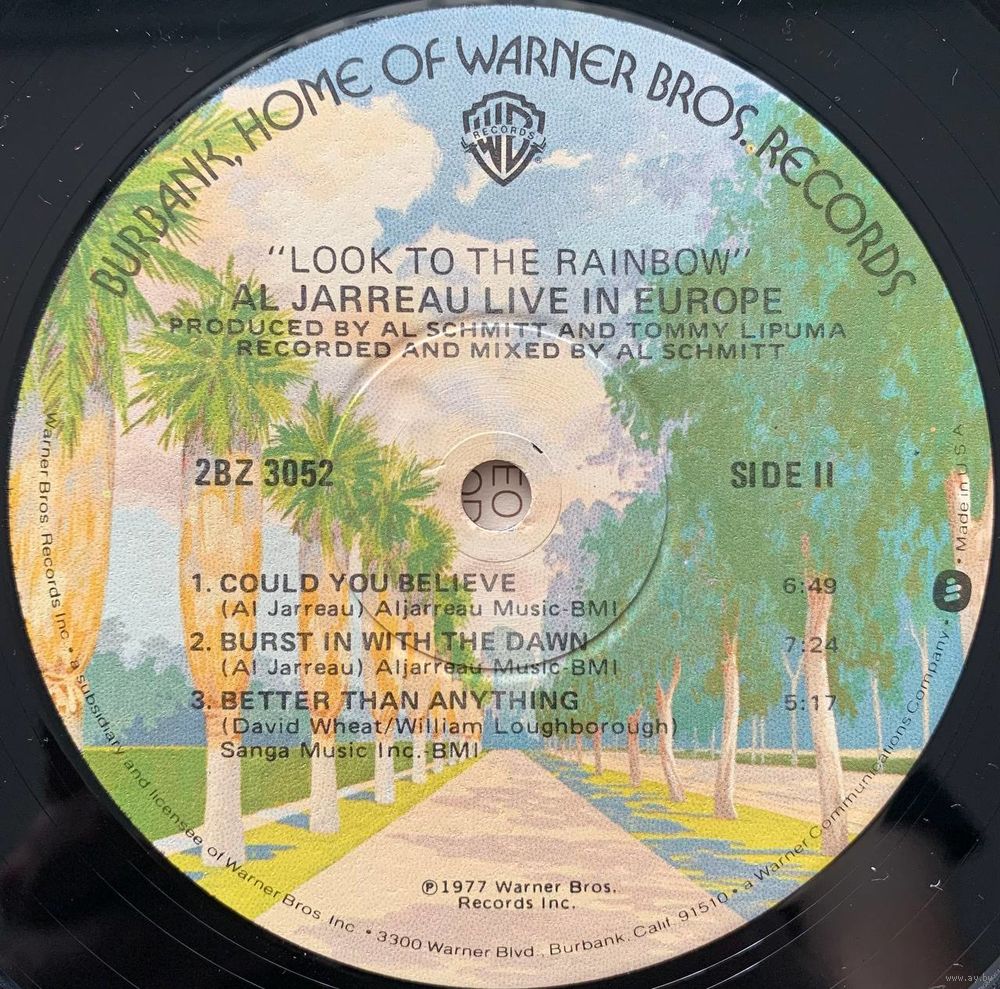 BURBANK, HOME OF WARNER BROS. RECORDS
W RECORDS ®
"LOOK TO THE RAINBOW"
AL JARREAU LIVE IN EUROPE
PRODUCED BY AL SCHMITT AND TOMMY LIPUMA
RECORDED AND MIXED BY AL SCHMITT
2BZ 3052
SIDE II
1. COULD YOU BELIEVE 6:49
(Al Jarreau) Aljarreau Music-BMI
2. BURST IN WITH THE DAWN 7:24
(Al Jarreau) Aljarreau Music-BMI
3. BETTER THAN ANYTHING 5:17
(David Wheat/William Loughborough)
Sanga Music Inc.-BMI
℗1977 Warner Bros.
Records Inc.
Warner Bros. Records Inc. • a subsidiary and licensee of Warner Bros. Inc. • 3300 Warner Blvd., Burbank, Calif. 91510 • a Warner Communications Company • Made in U.S.A.
www.ay.by